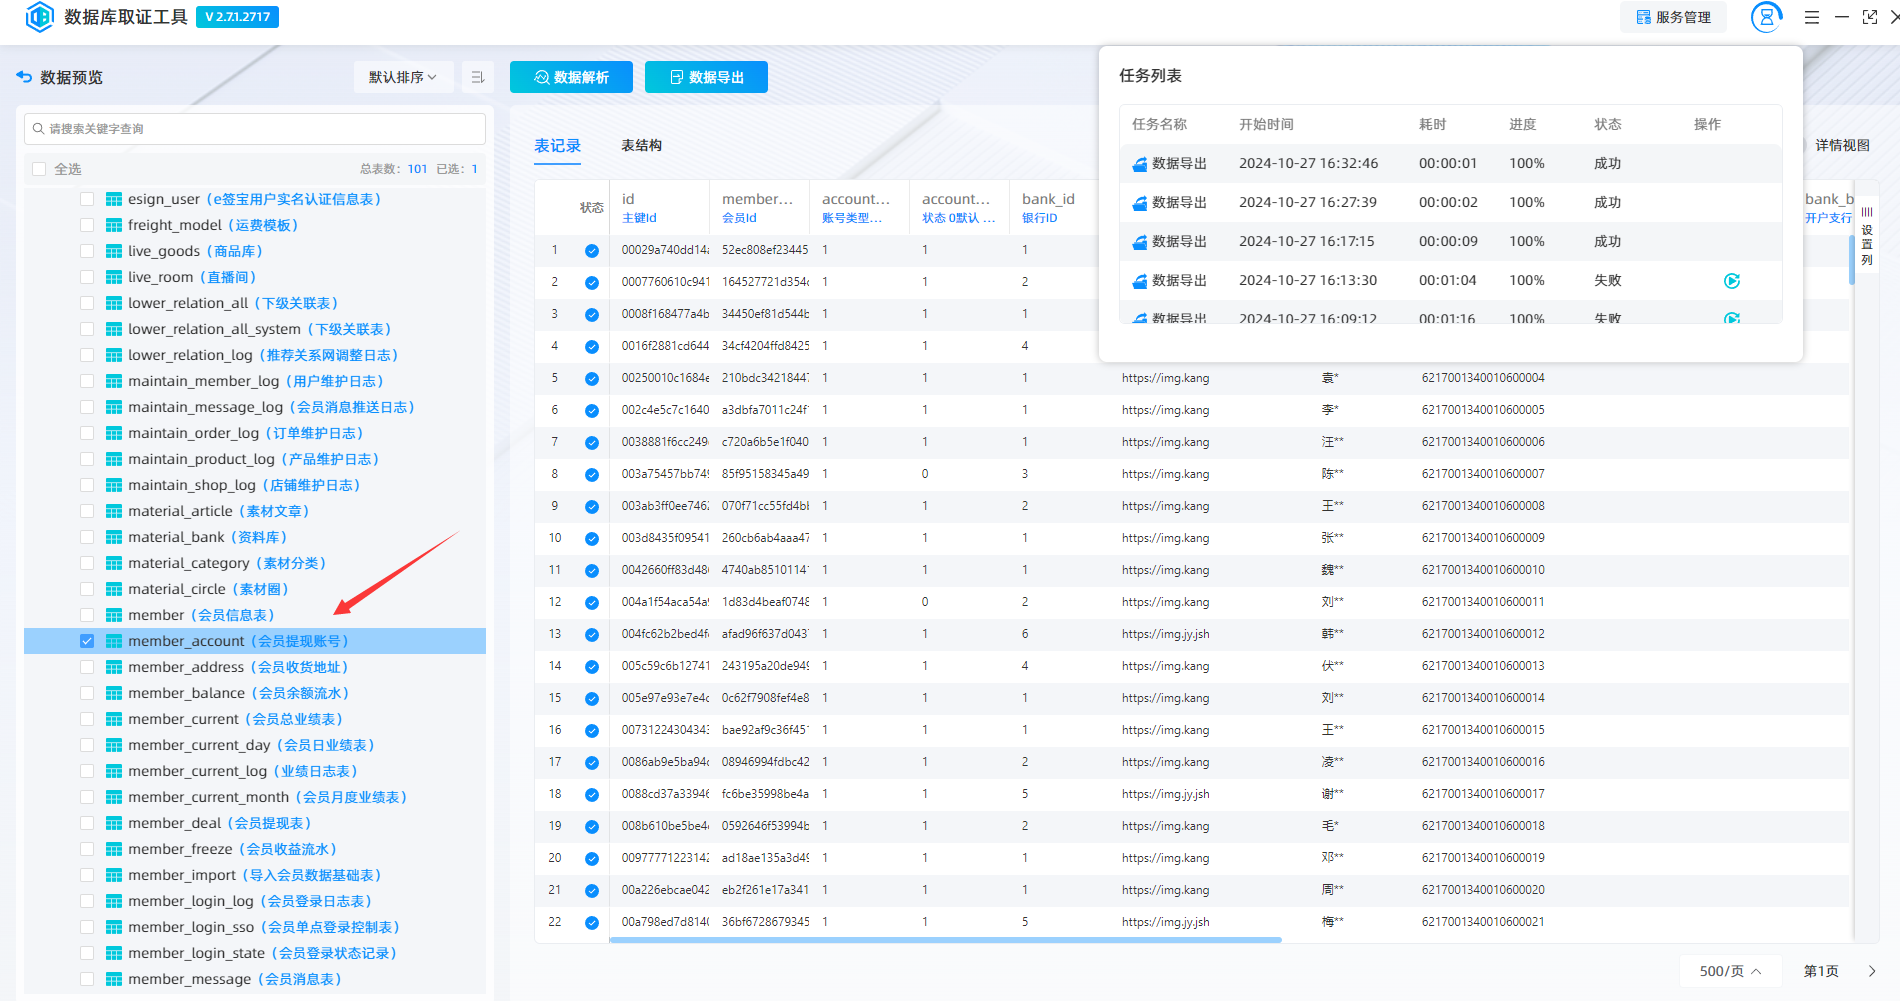 数据库取证工具 V 2.7.1.2717 服务管理
数据预览 默认排序
数据解析 数据导出
请搜索关键字查询
全选 总表数：101 已选：1
esign_user（e签宝用户实名认证信息表）
freight_model（运费模板）
live_goods（商品库）
live_room（直播间）
lower_relation_all（下级关联表）
lower_relation_all_system（下级关联表）
lower_relation_log（推荐关系网调整日志）
maintain_member_log（用户维护日志）
maintain_message_log（会员消息推送日志）
maintain_order_log（订单维护日志）
maintain_product_log（产品维护日志）
maintain_shop_log（店铺维护日志）
material_article（素材文章）
material_bank（资料库）
material_category（素材分类）
material_circle（素材圈）
member（会员信息表）
member_account（会员提现账号）
member_address（会员收货地址）
member_balance（会员余额流水）
member_current（会员总业绩表）
member_current_day（会员日业绩表）
member_current_log（业绩日志表）
member_current_month（会员月度业绩表）
member_deal（会员提现表）
member_freeze（会员收益流水）
member_import（导入会员数据基础表）
member_login_log（会员登录日志表）
member_login_sso（会员单点登录控制表）
member_login_state（会员登录状态记录）
member_message（会员消息表）
任务列表
任务名称 开始时间 耗时 进度 状态 操作
数据导出 2024-10-27 16:32:46 00:00:01 100% 成功
数据导出 2024-10-27 16:27:39 00:00:02 100% 成功
数据导出 2024-10-27 16:17:15 00:00:09 100% 成功
数据导出 2024-10-27 16:13:30 00:01:04 100% 失败
数据导出 2024-10-27 16:09:12 00:01:16 100% 失败
表记录 表结构 详情视图
状态 id member... account... account... bank_id bank_b
主键Id 会员Id 账号类型... 状态 0默认 ... 银行ID 开户支行
设置列
1 00029a740dd14a 52ec808ef23445 1 1 1
2 0007760610c941 164527721d354c 1 1 2
3 0008f168477a4b 34450ef81d544b 1 1 1
4 0016f2881cd644 34cf4204ffd8425 1 1 4
5 00250010c1684e 210bdc34218447 1 1 1 https://img.kang 袁* 6217001340010600004
6 002c4e5c7c1640 a3dbfa7011c24f 1 1 1 https://img.kang 李* 6217001340010600005
7 0038881f6cc249 c720a6b5e1f040 1 1 1 https://img.kang 汪** 6217001340010600006
8 003a75457bb749 85f95158345a49 1 0 3 https://img.kang 陈** 6217001340010600007
9 003ab3ff0ee7462 070f71cc55fd4b 1 1 2 https://img.kang 王** 6217001340010600008
10 003d8435f09541 260cb6ab4aaa47 1 1 1 https://img.kang 张** 6217001340010600009
11 0042660ff83d48 4740ab85101141 1 1 1 https://img.kang 魏** 6217001340010600010
12 004a1f54aca54a 1d83d4beaf0748 1 0 2 https://img.kang 刘** 6217001340010600011
13 004fc62b2bed4f afad96f637d043 1 1 6 https://img.jy.jsh 韩** 6217001340010600012
14 005c59c6b12741 243195a20de949 1 1 4 https://img.kang 伏** 6217001340010600013
15 005e97e93e7e4c 0c62f7908fef4e8 1 1 1 https://img.kang 刘** 6217001340010600014
16 00731224304343 bae92af9c36f45 1 1 1 https://img.kang 王** 6217001340010600015
17 0086ab9e5ba94c 08946994fdbc42 1 1 2 https://img.kang 凌** 6217001340010600016
18 0088cd37a33946 fc6be35998be4a 1 1 5 https://img.jy.jsh 谢** 6217001340010600017
19 008b610be5be4 0592646f53994b 1 1 2 https://img.kang 毛* 6217001340010600018
20 00977771223142 ad18ae135a3d49 1 1 1 https://img.kang 邓** 6217001340010600019
21 00a226ebcae042 eb2f261e17a341 1 1 1 https://img.kang 周** 6217001340010600020
22 00a798ed7d8140 36bf6728679345 1 1 5 https://img.jy.jsh 梅** 6217001340010600021
500/页 第1页